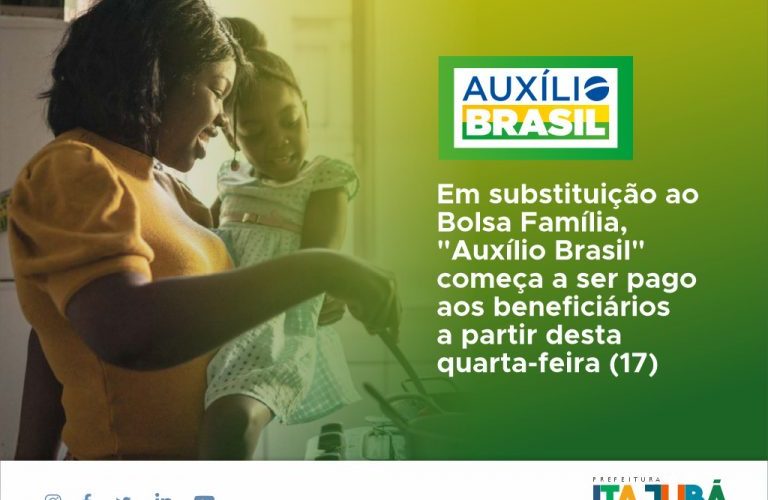 AUXÍLIO
BRASIL
Em substituição ao
Bolsa Família,
"Auxílio Brasil"
começa a ser pago
aos beneficiários
a partir desta
quarta-feira (17)
PREFEITURA
ITAJUBÁ